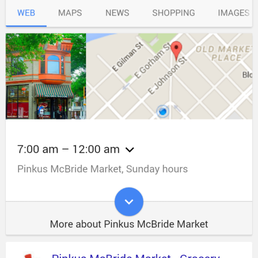 WEB MAPS NEWS SHOPPING IMAGES
E Gilman St
E Gorham St
E Johnson St
OLD MARKET
PLACE
7:00 am – 12:00 am
Pinkus McBride Market, Sunday hours
More about Pinkus McBride Market
Pinkus McBride Market - Grocery